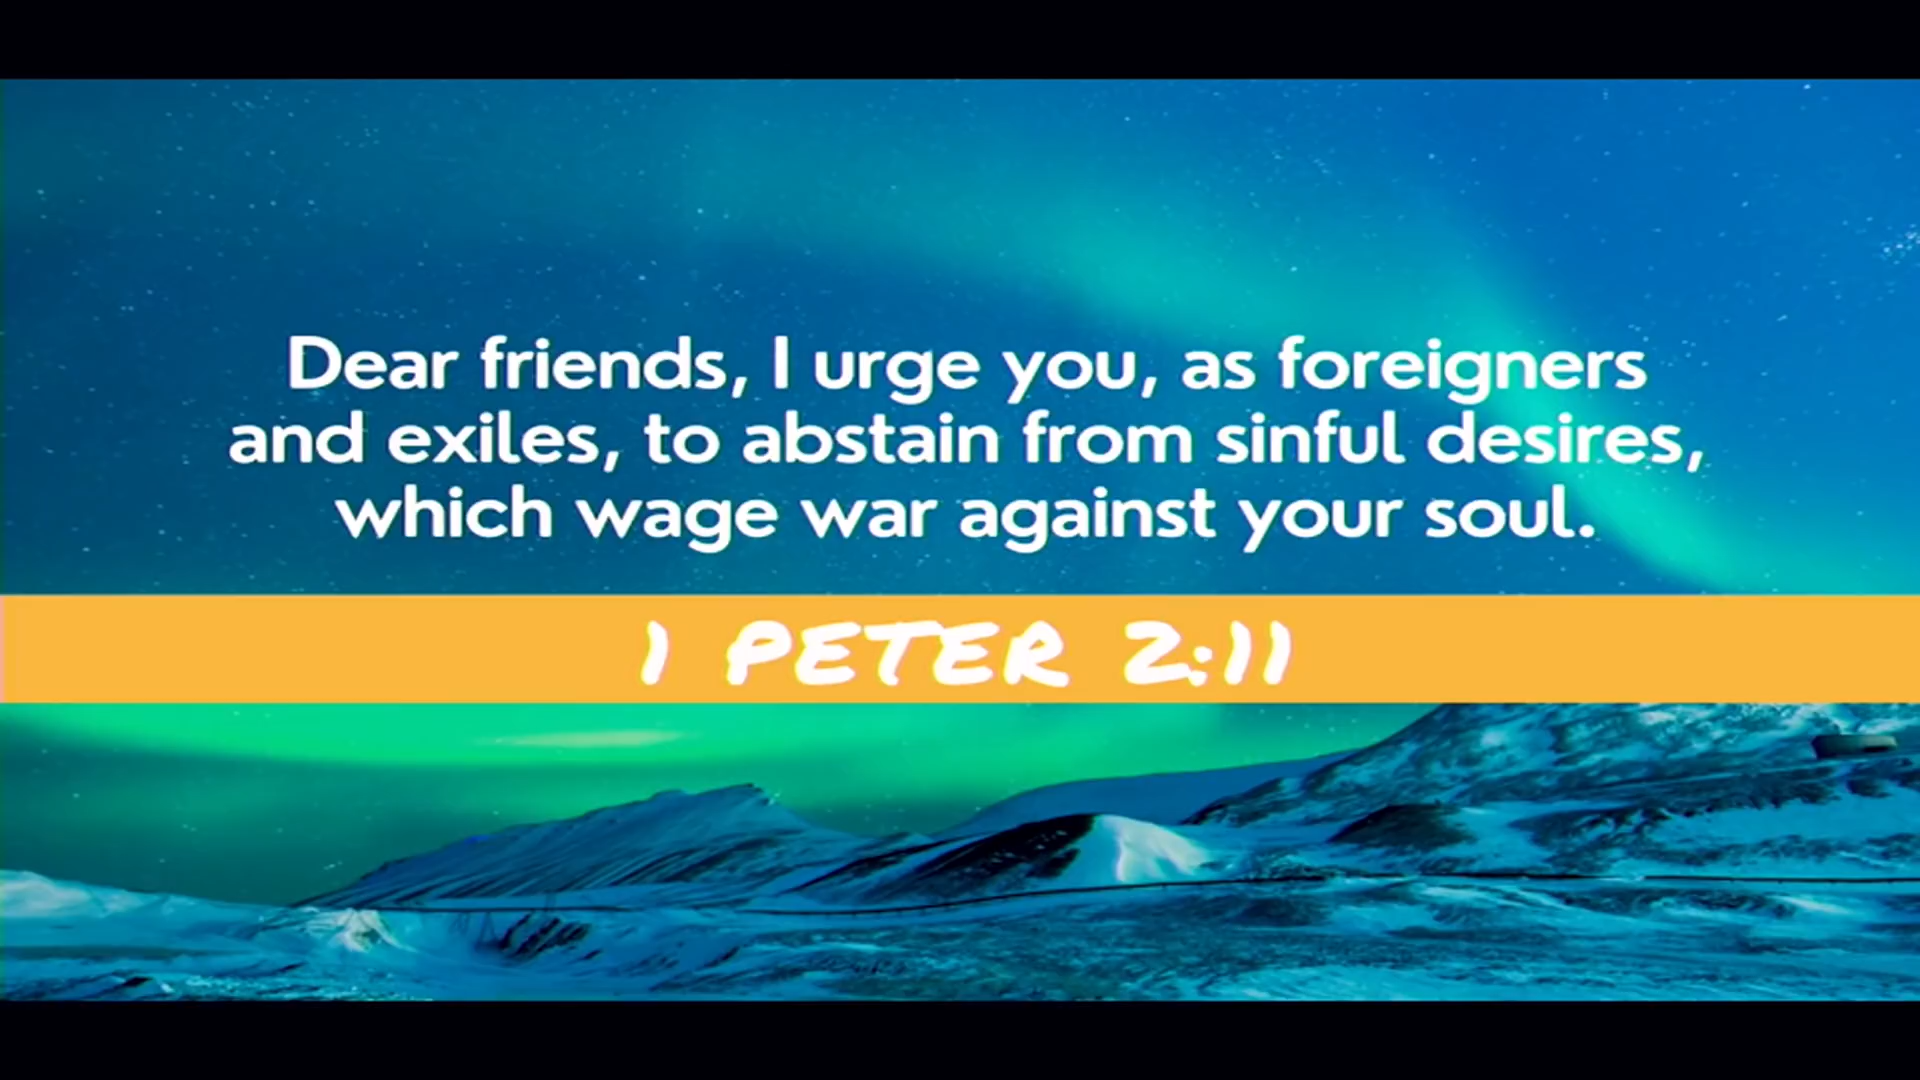 Dear friends, I urge you, as foreigners
and exiles, to abstain from sinful desires,
which wage war against your soul.
1 PETER 2:11